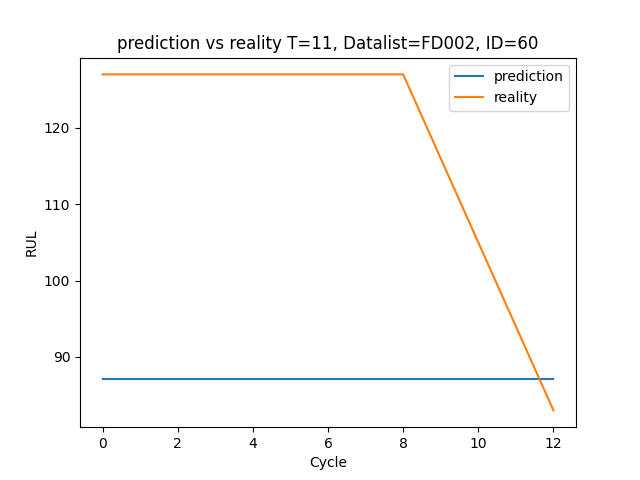 prediction vs reality T=11, Datalist=FD002, ID=60
prediction
reality
120
110
100
90
RUL
0 2 4 6 8 10 12
Cycle